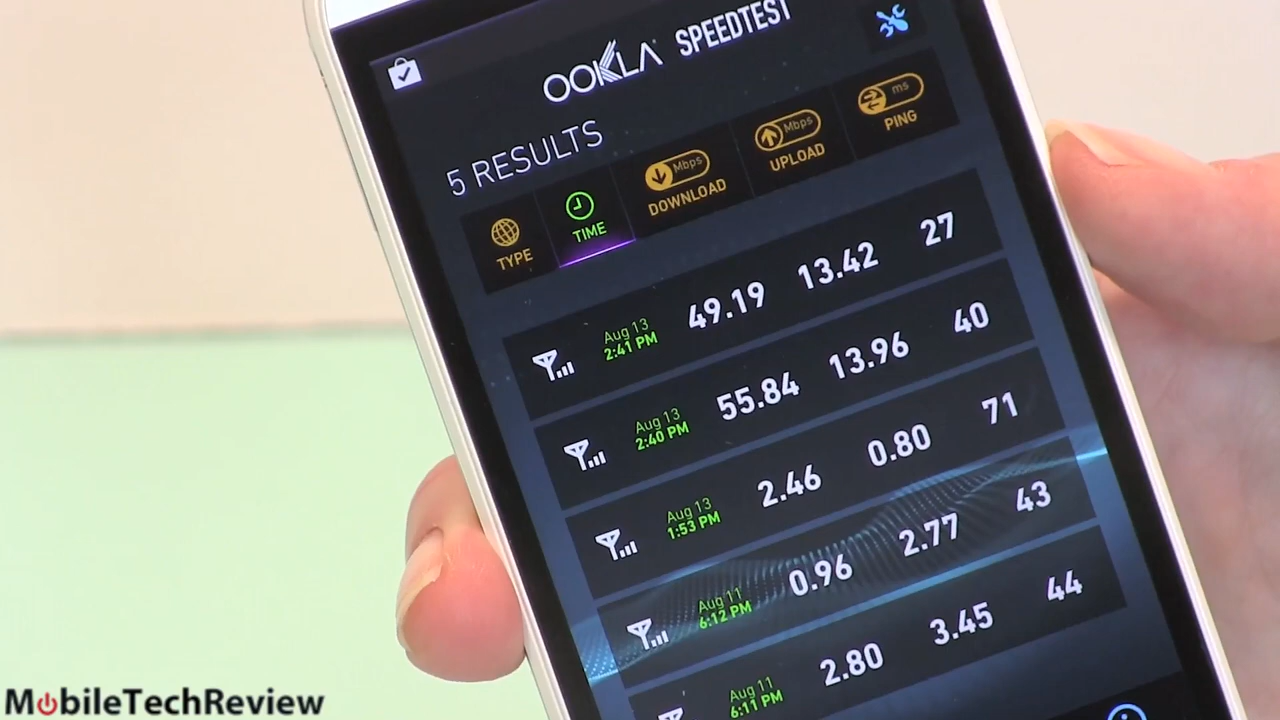 OOKLA SPEEDTEST
5 RESULTS
TYPE TIME Mbps DOWNLOAD Mbps UPLOAD ms PING
Aug 13 2:41 PM 49.19 13.42 27
Aug 13 2:40 PM 55.84 13.96 40
Aug 13 1:53 PM 2.46 0.80 71
Aug 11 6:12 PM 0.96 2.77 43
Aug 11 6:11 PM 2.80 3.45 44
MobileTechReview